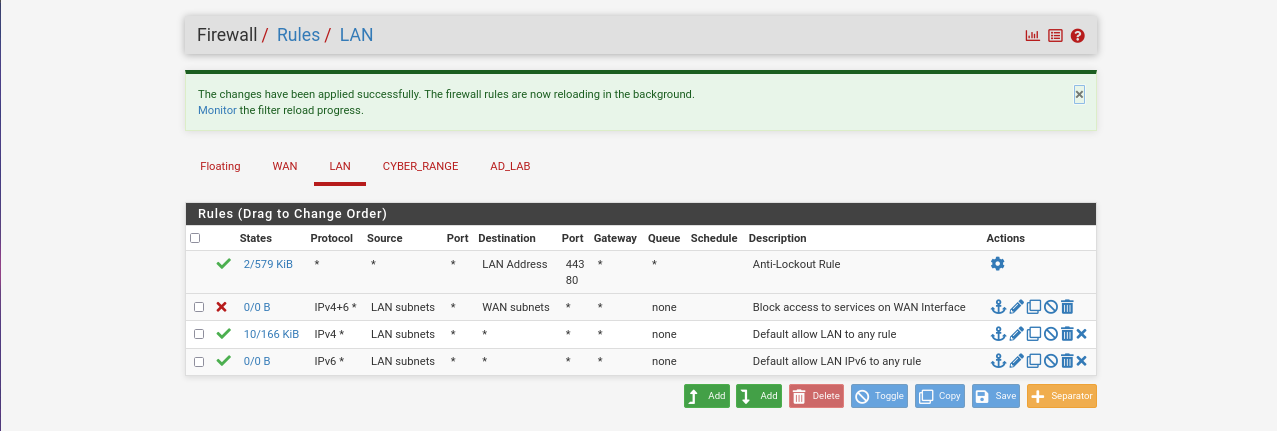 Firewall / Rules / LAN
The changes have been applied successfully. The firewall rules are now reloading in the background.
Monitor the filter reload progress.
Floating WAN LAN CYBER_RANGE AD_LAB
Rules (Drag to Change Order)
States Protocol Source Port Destination Port Gateway Queue Schedule Description Actions
2/579 KiB * * * LAN Address 443 * * Anti-Lockout Rule
80
0/0 B IPv4+6 * LAN subnets * WAN subnets * * none Block access to services on WAN Interface
10/166 KiB IPv4 * LAN subnets * * * * none Default allow LAN to any rule
0/0 B IPv6 * LAN subnets * * * * none Default allow LAN IPv6 to any rule
Add Add Delete Toggle Copy Save Separator